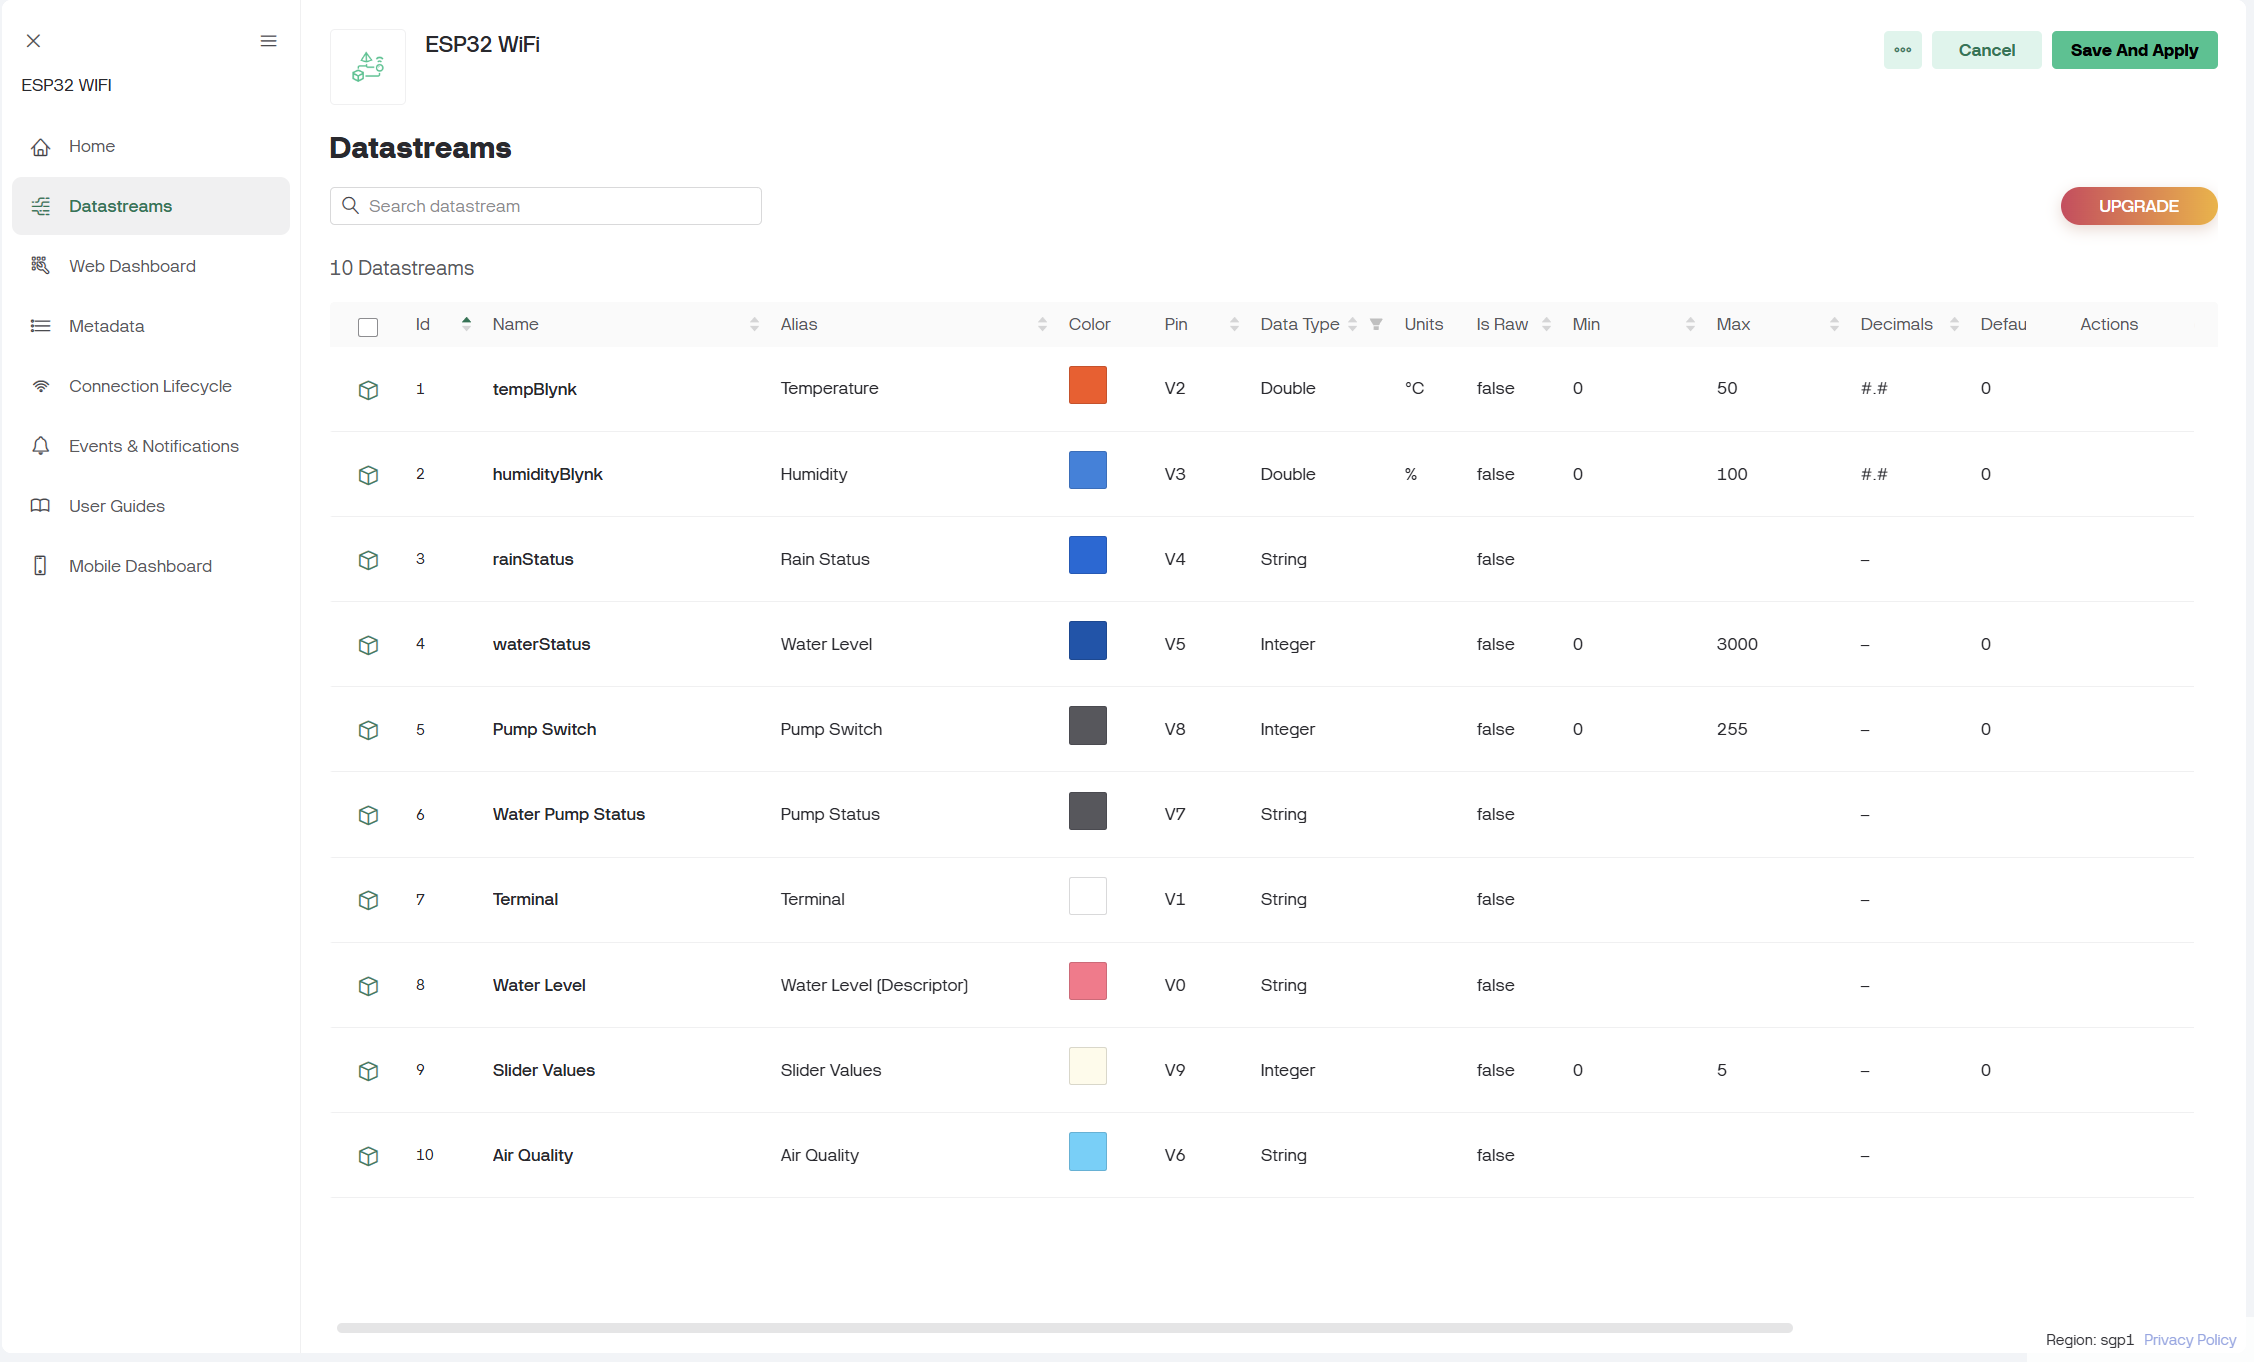 ESP32 WIFI
Home
Datastreams
Web Dashboard
Metadata
Connection Lifecycle
Events & Notifications
User Guides
Mobile Dashboard
ESP32 WiFi
Cancel
Save And Apply
Datastreams
Search datastream
UPGRADE
10 Datastreams
Id Name Alias Color Pin Data Type Units Is Raw Min Max Decimals Defau Actions
1 tempBlynk Temperature V2 Double °C false 0 50 #.# 0
2 humidityBlynk Humidity V3 Double % false 0 100 #.# 0
3 rainStatus Rain Status V4 String false –
4 waterStatus Water Level V5 Integer false 0 3000 – 0
5 Pump Switch Pump Switch V8 Integer false 0 255 – 0
6 Water Pump Status Pump Status V7 String false –
7 Terminal Terminal V1 String false –
8 Water Level Water Level (Descriptor) V0 String false –
9 Slider Values Slider Values V9 Integer false 0 5 – 0
10 Air Quality Air Quality V6 String false –
Region: sgp1 Privacy Policy